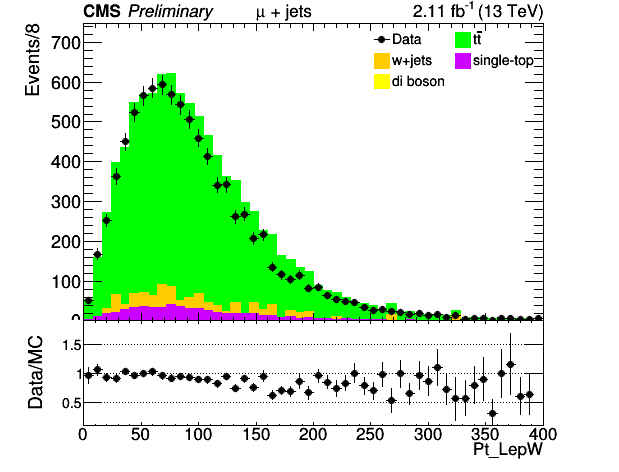 CMS Preliminary μ + jets 2.11 fb⁻¹ (13 TeV)
Events/8
700
600
500
400
300
200
100
0
Data
tt̄
w+jets
single-top
di boson
Data/MC
1.5
1
0.5
0 50 100 150 200 250 300 350 400
Pt_LepW